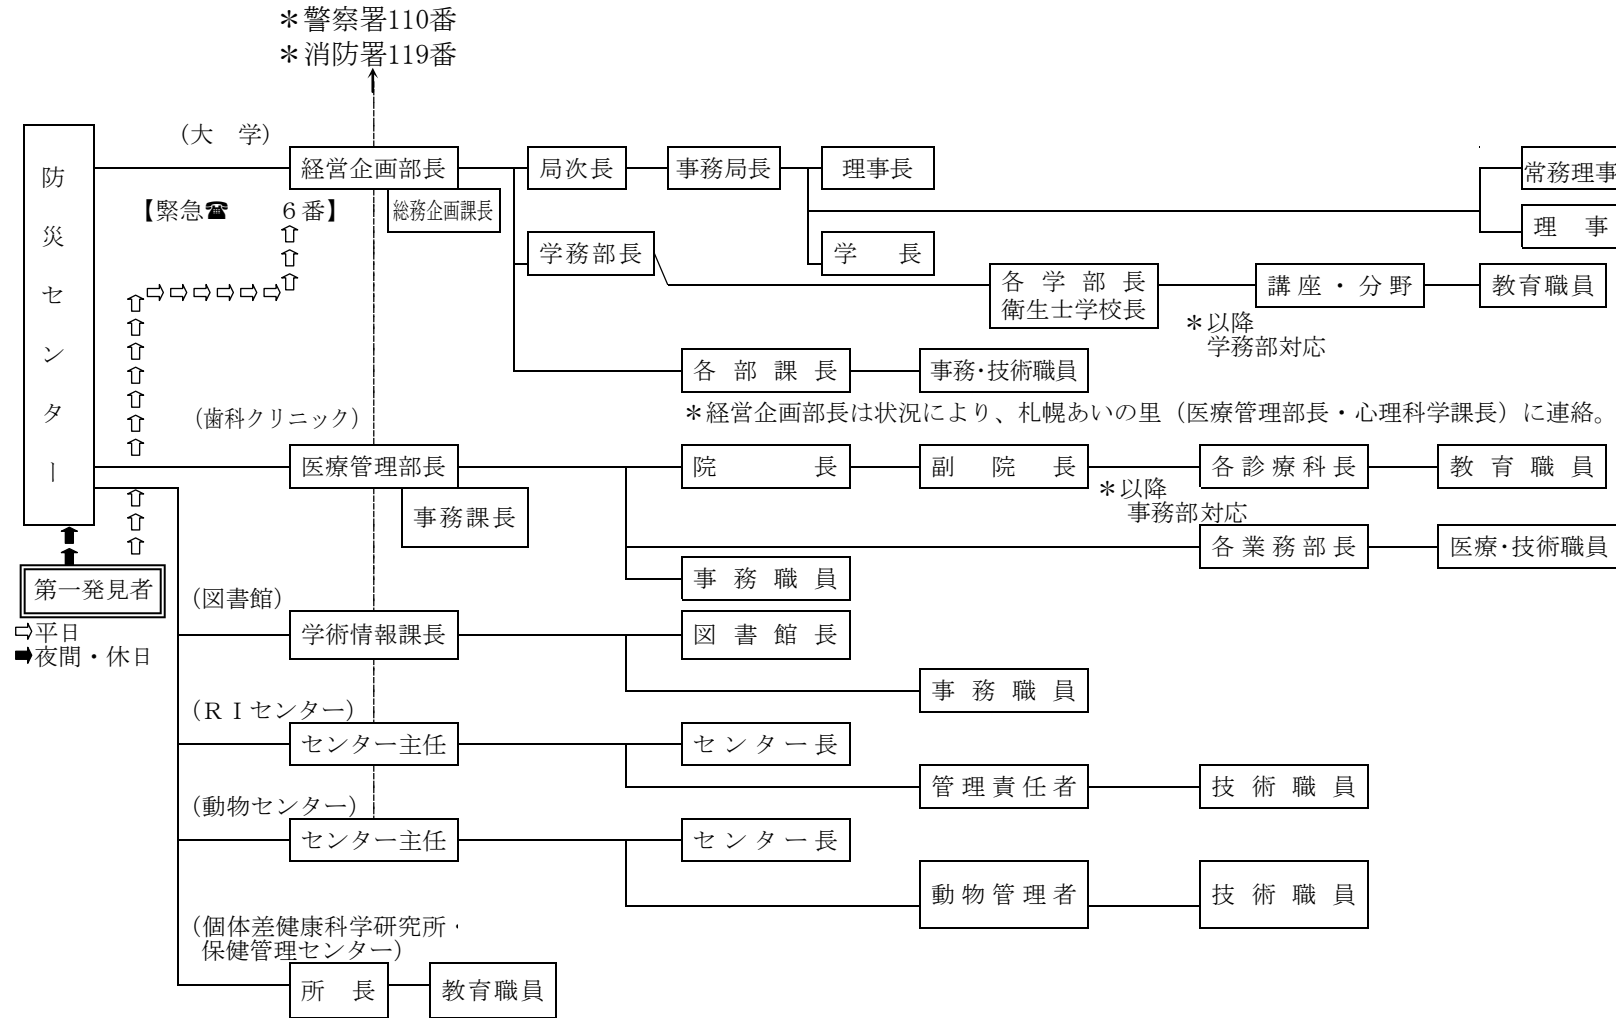 ＊警察署110番
＊消防署119番
（大　学）
防災センター
経営企画部長
局次長
事務局長
理事長
常務理事
【緊急☎　　６番】
総務企画課長
理　事
学務部長
学　長
各学部長
衛生士学校長
講座・分野
教育職員
＊以降
学務部対応
各部課長
事務・技術職員
＊経営企画部長は状況により、札幌あいの里（医療管理部長・心理科学課長）に連絡。
（歯科クリニック）
医療管理部長
院　長
副院長
各診療科長
教育職員
＊以降
事務部対応
事務課長
各業務部長
医療・技術職員
事務職員
第一発見者
⇨平日
➡夜間・休日
（図書館）
学術情報課長
図書館長
事務職員
（ＲＩセンター）
センター主任
センター長
管理責任者
技術職員
（動物センター）
センター主任
センター長
動物管理者
技術職員
（個体差健康科学研究所・
保健管理センター）
所　長
教育職員